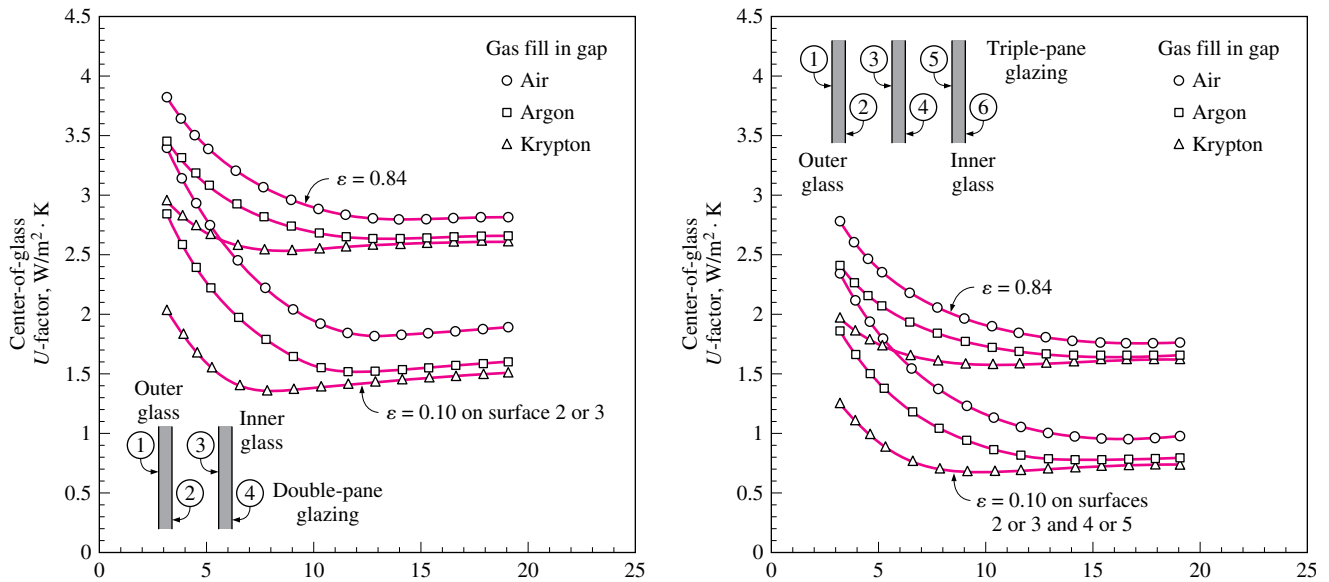 4.5
4
3.5
3
2.5
2
1.5
1
0.5
0
0
5
10
15
20
25
Center-of-glass
U-factor, W/m² · K
Gas fill in gap
Air
Argon
Krypton
ε = 0.84
ε = 0.10 on surface 2 or 3
Outer
glass
Inner
glass
1
2
3
4
Double-pane
glazing
4.5
4
3.5
3
2.5
2
1.5
1
0.5
0
0
5
10
15
20
25
Center-of-glass
U-factor, W/m² · K
1
2
3
4
5
6
Triple-pane
glazing
Outer
glass
Inner
glass
Gas fill in gap
Air
Argon
Krypton
ε = 0.84
ε = 0.10 on surfaces
2 or 3 and 4 or 5